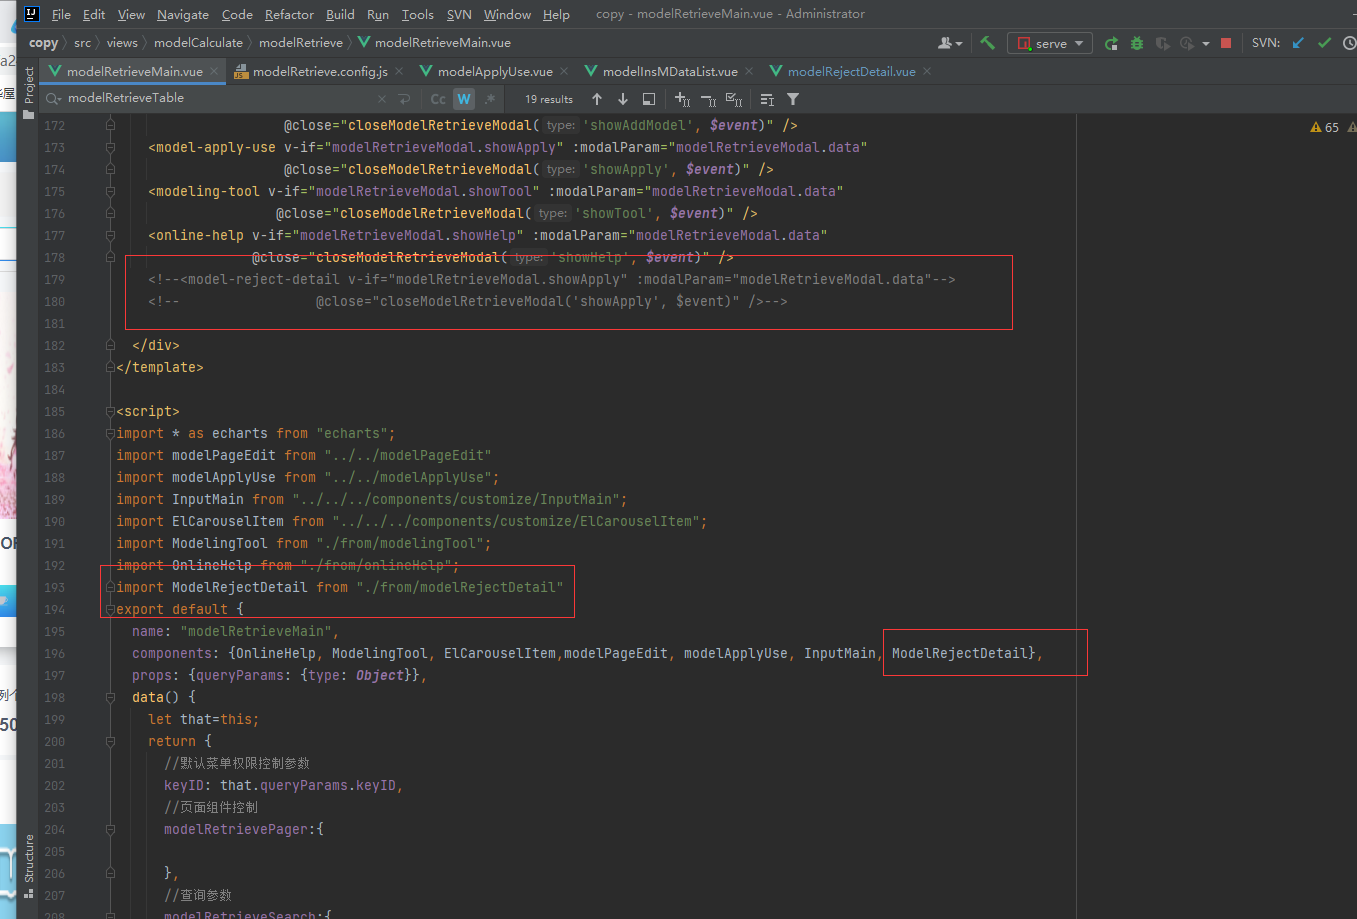 File Edit View Navigate Code Refactor Build Run Tools SVN Window Help copy - modelRetrieveMain.vue - Administrator
copy src views modelCalculate modelRetrieve modelRetrieveMain.vue serve SVN:
modelRetrieveMain.vue modelRetrieve.config.js modelApplyUse.vue modelInsMDataList.vue modelRejectDetail.vue
Project
modelRetrieveTable Cc W .* 19 results
65
172 @close="closeModelRetrieveModal( type: 'showAddModel', $event)" />
173 <model-apply-use v-if="modelRetrieveModal.showApply" :modalParam="modelRetrieveModal.data"
174 @close="closeModelRetrieveModal( type: 'showApply', $event)" />
175 <modeling-tool v-if="modelRetrieveModal.showTool" :modalParam="modelRetrieveModal.data"
176 @close="closeModelRetrieveModal( type: 'showTool', $event)" />
177 <online-help v-if="modelRetrieveModal.showHelp" :modalParam="modelRetrieveModal.data"
178 @close="closeModelRetrieveModal( type: 'showHelp', $event)" />
179 <!--<model-reject-detail v-if="modelRetrieveModal.showApply" :modalParam="modelRetrieveModal.data"-->
180 <!-- @close="closeModelRetrieveModal('showApply', $event)" />-->
181
182 </div>
183 </template>
184
185 <script>
186 import * as echarts from "echarts";
187 import modelPageEdit from "../../modelPageEdit"
188 import modelApplyUse from "../../modelApplyUse";
189 import InputMain from "../../../components/customize/InputMain";
190 import ElCarouselItem from "../../../components/customize/ElCarouselItem";
191 import ModelingTool from "./from/modelingTool";
192 import OnlineHelp from "./from/onlineHelp";
193 import ModelRejectDetail from "./from/modelRejectDetail"
194 export default {
195 name: "modelRetrieveMain",
196 components: {OnlineHelp, ModelingTool, ElCarouselItem,modelPageEdit, modelApplyUse, InputMain, ModelRejectDetail},
197 props: {queryParams: {type: Object}},
198 data() {
199 let that=this;
200 return {
201 //默认菜单权限控制参数
202 keyID: that.queryParams.keyID,
203 //页面组件控制
204 modelRetrievePager:{
205
206 },
207 //查询参数
208 modelRetrieveSearch:{
Structure